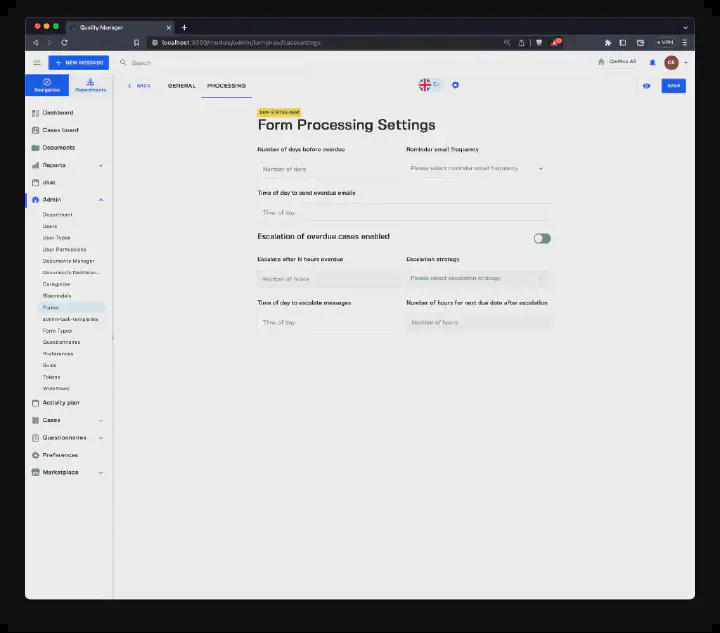 Quality Manager
localhost:3000/module/admin/form/new/casesettings
VPN
NEW MESSAGE
Search
QmPlus AS
Navigation
Departments
BACK
GENERAL
PROCESSING
En
SAVE
Dashboard
Cases board
Documents
Reports
chat
Admin
Department
Users
User Types
User Permissions
Documents Manager
Documents Dashboar...
Categories
Riskmodels
Forms
admin-task-templates
Form Types
Questionnaires
Preferences
Guide
Tokens
Workflows
Activity plan
Cases
Questionnaires
Preferences
Marketplace
Form Processing Settings
Number of days before overdue
Reminder email frequency
Number of days
Please select reminder email frequency
Time of day to send overdue emails
Time of day
Escalation of overdue cases enabled
Escalate after N hours overdue
Escalation strategy
Number of hours
Please select escalation strategy
Time of day to escalate messages
Number of hours for next due date after escalation
Time of day
Number of hours